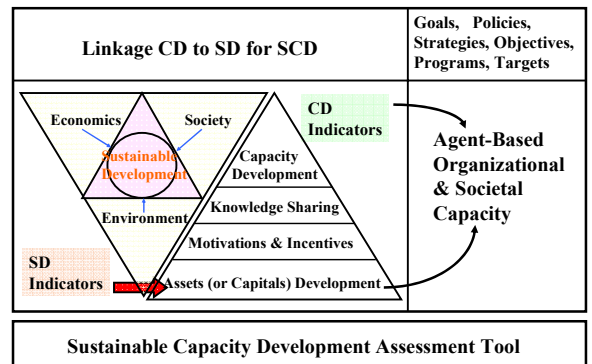 Linkage CD to SD for SCD
Goals, Policies,
Strategies, Objectives,
Programs, Targets
Economics
Society
Sustainable
Development
Environment
SD
Indicators
CD
Indicators
Capacity
Development
Knowledge Sharing
Motivations & Incentives
Assets (or Capitals) Development
Agent-Based
Organizational
& Societal
Capacity
Sustainable Capacity Development Assessment Tool